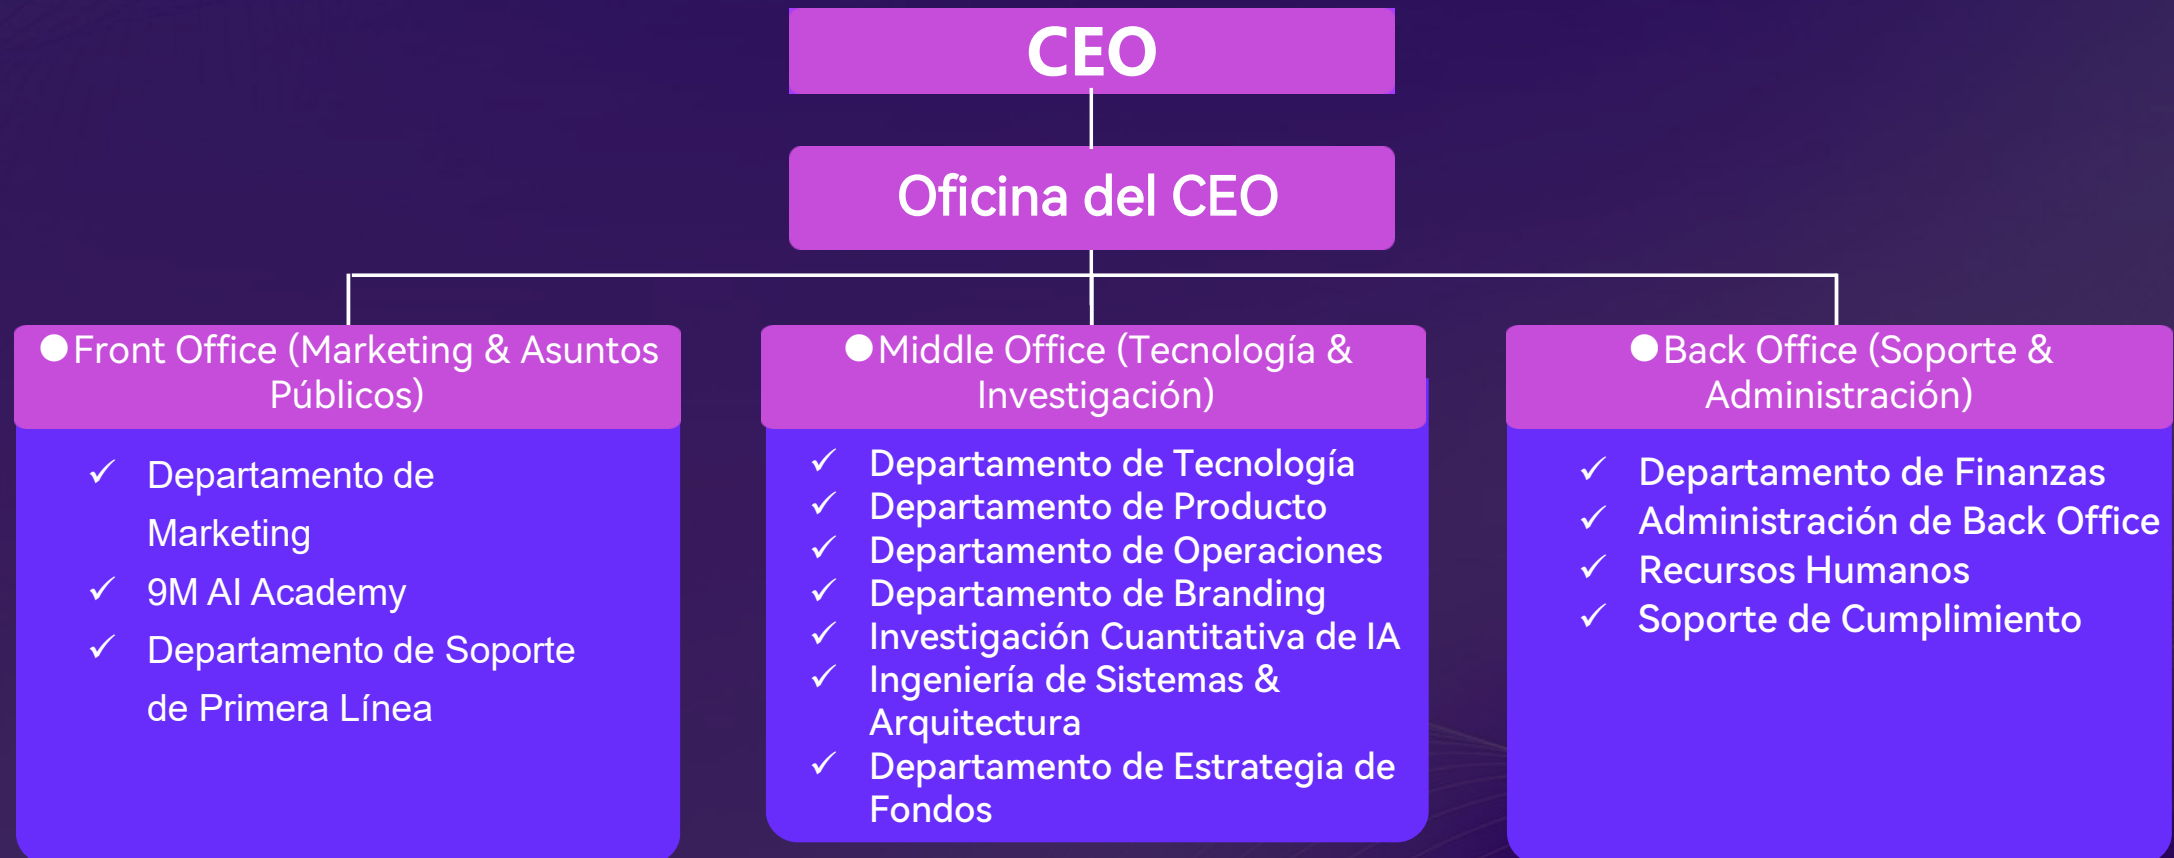 CEO
Oficina del CEO
●Front Office (Marketing & Asuntos
Públicos)
✓ Departamento de
Marketing
✓ 9M AI Academy
✓ Departamento de Soporte
de Primera Línea
●Middle Office (Tecnología &
Investigación)
✓ Departamento de Tecnología
✓ Departamento de Producto
✓ Departamento de Operaciones
✓ Departamento de Branding
✓ Investigación Cuantitativa de IA
✓ Ingeniería de Sistemas &
Arquitectura
✓ Departamento de Estrategia de
Fondos
●Back Office (Soporte &
Administración)
✓ Departamento de Finanzas
✓ Administración de Back Office
✓ Recursos Humanos
✓ Soporte de Cumplimiento